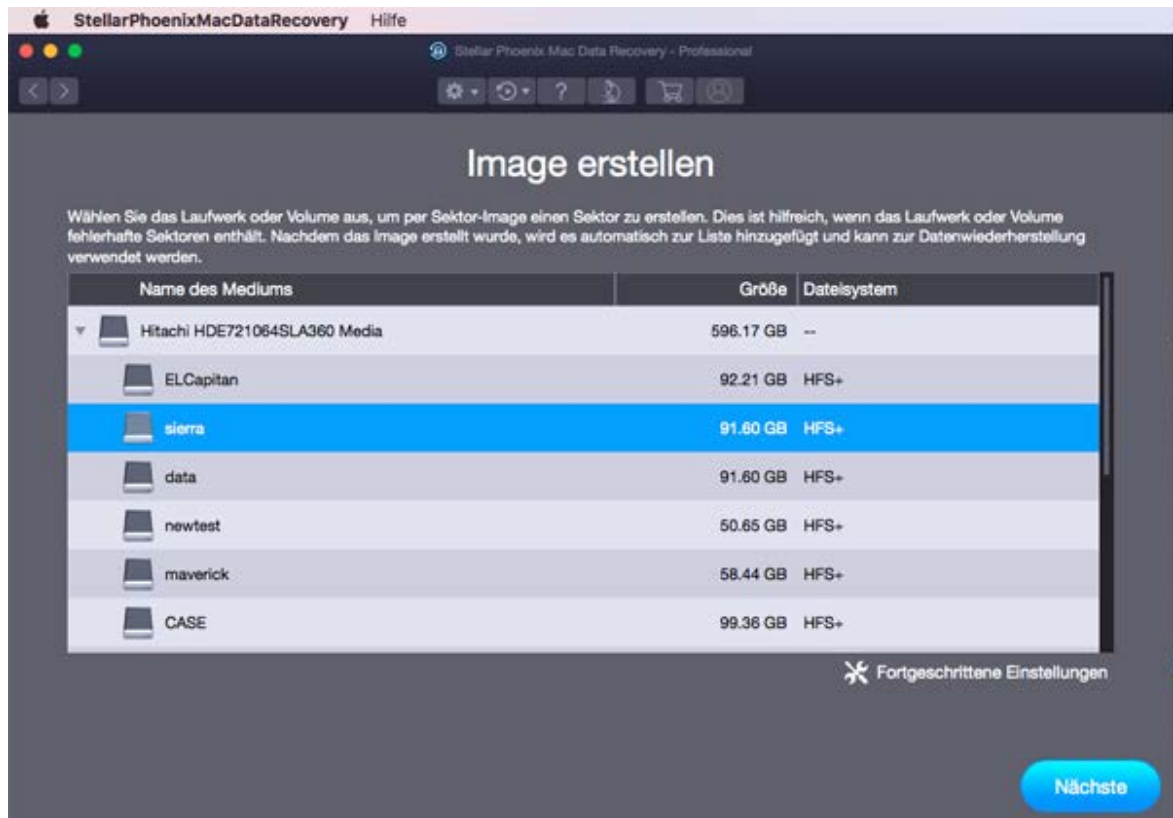 StellarPhoenixMacDataRecovery Hilfe
Stellar Phoenix Mac Data Recovery - Professional
?
Image erstellen
Wählen Sie das Laufwerk oder Volume aus, um per Sektor-Image einen Sektor zu erstellen. Dies ist hilfreich, wenn das Laufwerk oder Volume
fehlerhafte Sektoren enthält. Nachdem das Image erstellt wurde, wird es automatisch zur Liste hinzugefügt und kann zur Datenwiederherstellung
verwendet werden.
Name des Mediums Größe Dateisystem
Hitachi HDE721064SLA360 Media 596.17 GB --
ELCapitan 92.21 GB HFS+
sierra 91.60 GB HFS+
data 91.60 GB HFS+
newtest 50.65 GB HFS+
maverick 58.44 GB HFS+
CASE 99.36 GB HFS+
Fortgeschrittene Einstellungen
Nächste